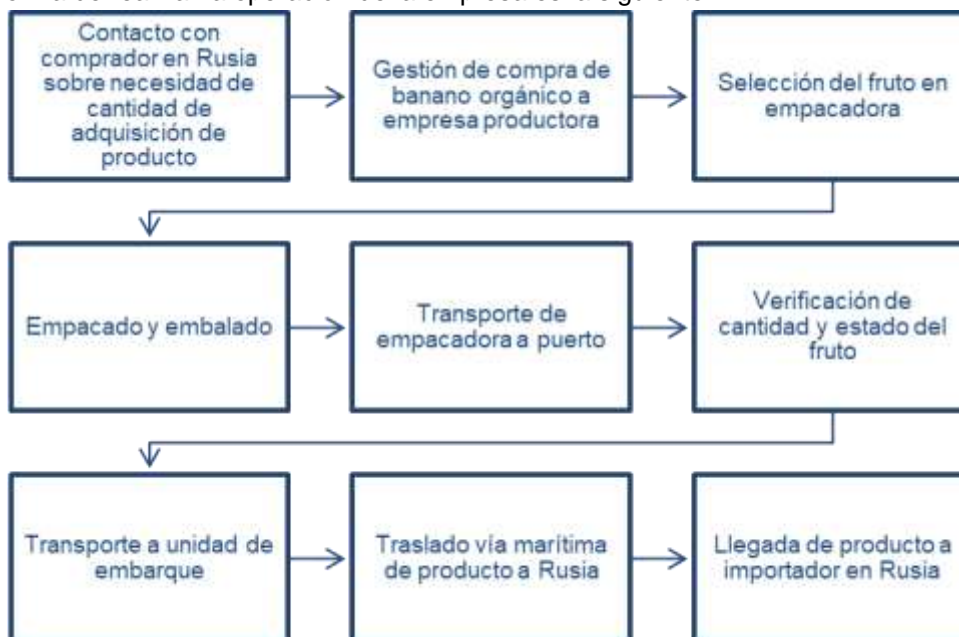 Contacto con
comprador en Rusia
sobre necesidad de
cantidad de
adquisición de
producto
Gestión de compra de
banano orgánico a
empresa productora
Selección del fruto en
empacadora
Empacado y embalado
Transporte de
empacadora a puerto
Verificación de
cantidad y estado del
fruto
Transporte a unidad de
embarque
Traslado vía marítima
de producto a Rusia
Llegada de producto a
importador en Rusia